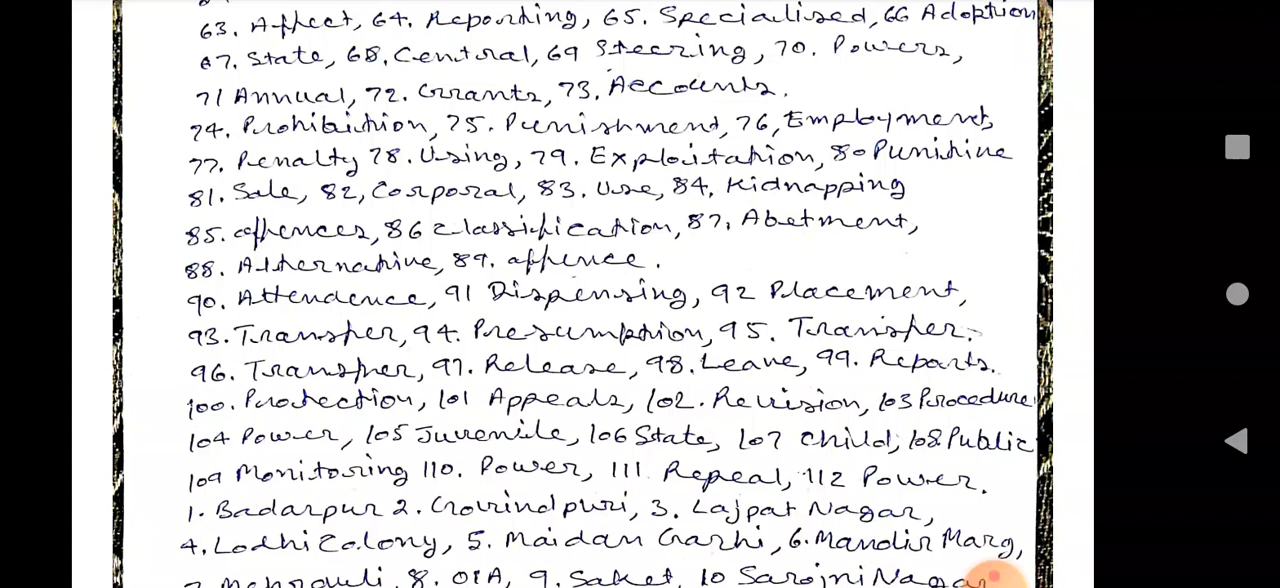 63. Affect, 64. Reporting, 65. Specialised, 66 Adoption
67. State, 68. Central, 69 Steering, 70. Powers,
71 Annual, 72. Grants, 73. Accounts.
74. Prohibition, 75. Punishment, 76, Employment,
77. Penalty 78. Using, 79. Exploitation, 80 Punitive
81. Sale, 82, Corporal, 83. Use, 84. Kidnapping
85. offences, 86 classification, 87, Abetment,
88. Alternative, 89. offence.
90. Attendence, 91 Dispensing, 92 Placement,
93. Transfer, 94. Presumption, 95. Transfer.
96. Transfer, 97. Release, 98. Leave, 99. Reports.
100. Protection, 101 Appeals, 102. Revision, 103 Procedure
104 Power, 105 Juvenile, 106 State, 107 Child, 108. Public
109 Monitoring 110. Power, 111. Repeal, 112 Power.
1. Badarpur 2. Govindpuri, 3. Lajpat Nagar,
4. Lodhi Colony, 5. Maidan Garhi, 6. Mandir Marg,
7. Mehrauli, 8. OIA, 9. Saket, 10 Sarojni Nagar